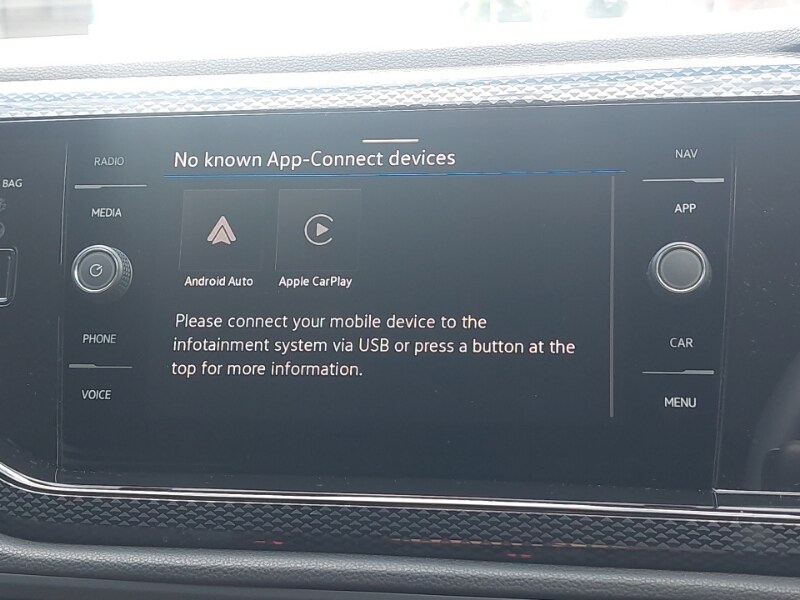 BAG
RADIO
MEDIA
PHONE
VOICE
No known App-Connect devices
Android Auto
Apple CarPlay
Please connect your mobile device to the
infotainment system via USB or press a button at the
top for more information.
NAV
APP
CAR
MENU